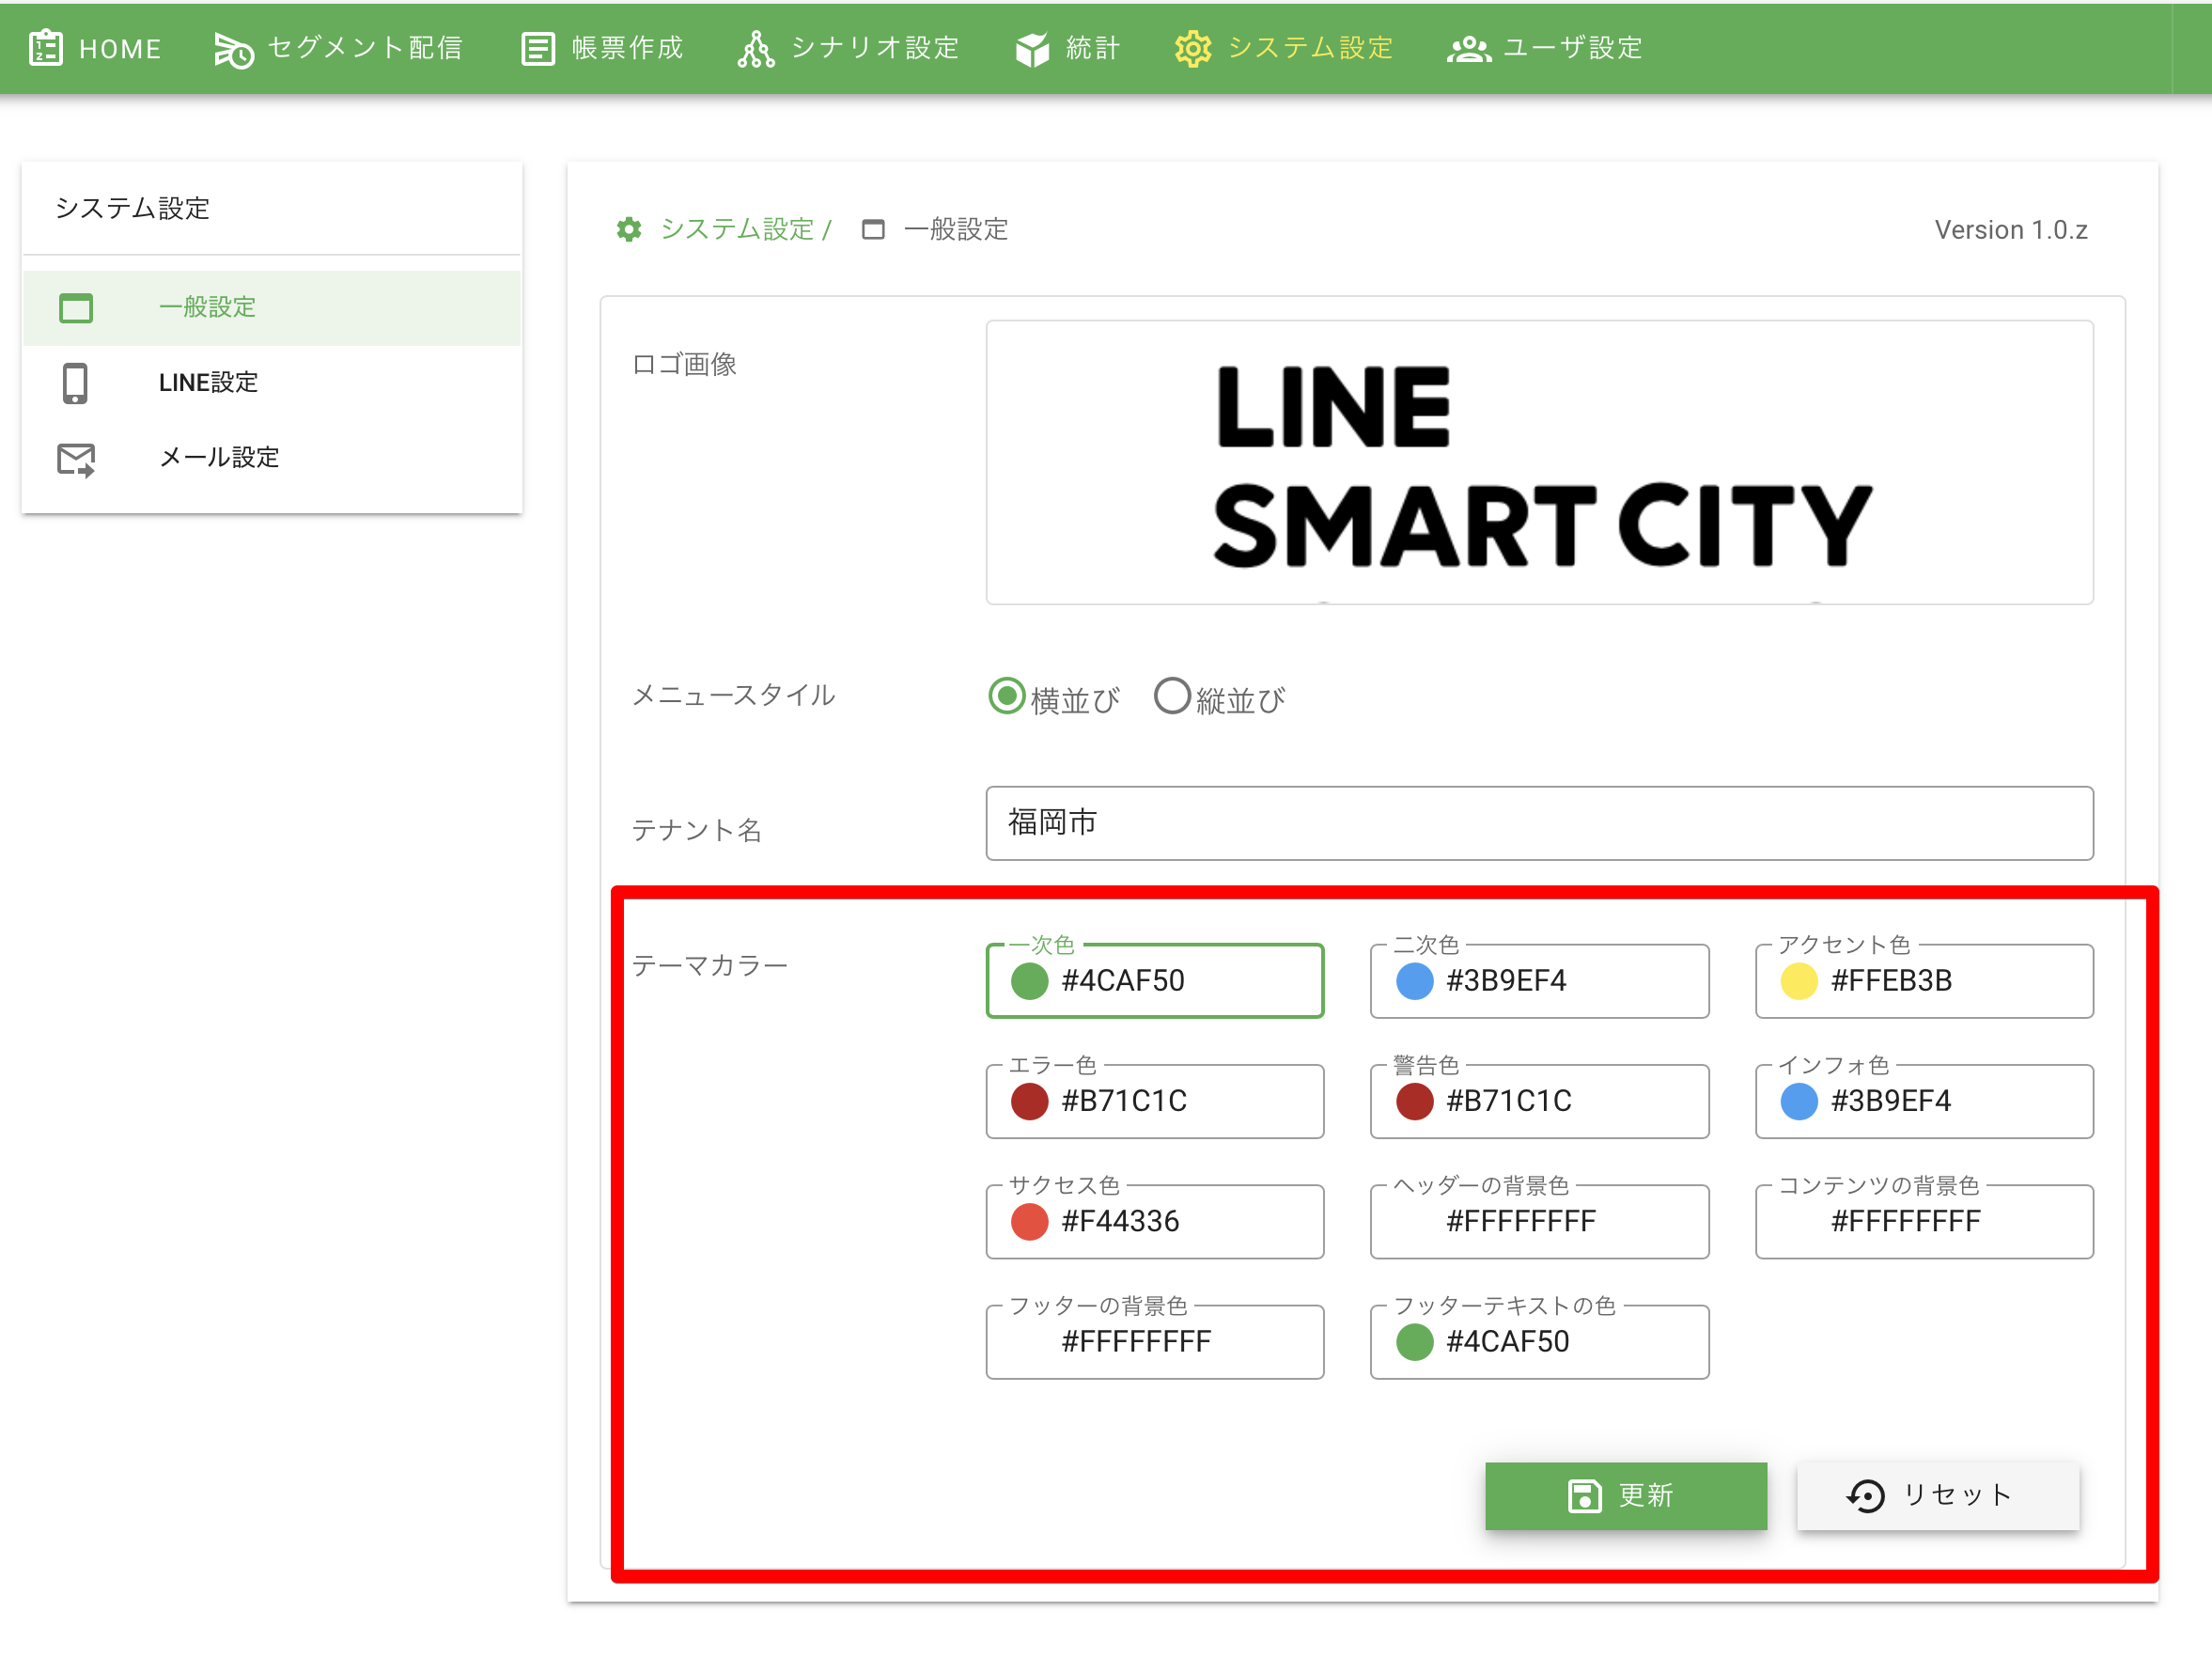 HOME セグメント配信 帳票作成 シナリオ設定 統計 システム設定 ユーザ設定
システム設定
一般設定
LINE設定
メール設定
システム設定 / 一般設定 Version 1.0.z
ロゴ画像
LINE
SMART CITY
メニュースタイル 横並び 縦並び
テナント名 福岡市
テーマカラー
一次色 二次色 アクセント色
#4CAF50 #3B9EF4 #FFEB3B
エラー色 警告色 インフォ色
#B71C1C #B71C1C #3B9EF4
サクセス色 ヘッダーの背景色 コンテンツの背景色
#F44336 #FFFFFFFF #FFFFFFFF
フッターの背景色 フッターテキストの色
#FFFFFFFF #4CAF50
更新 リセット